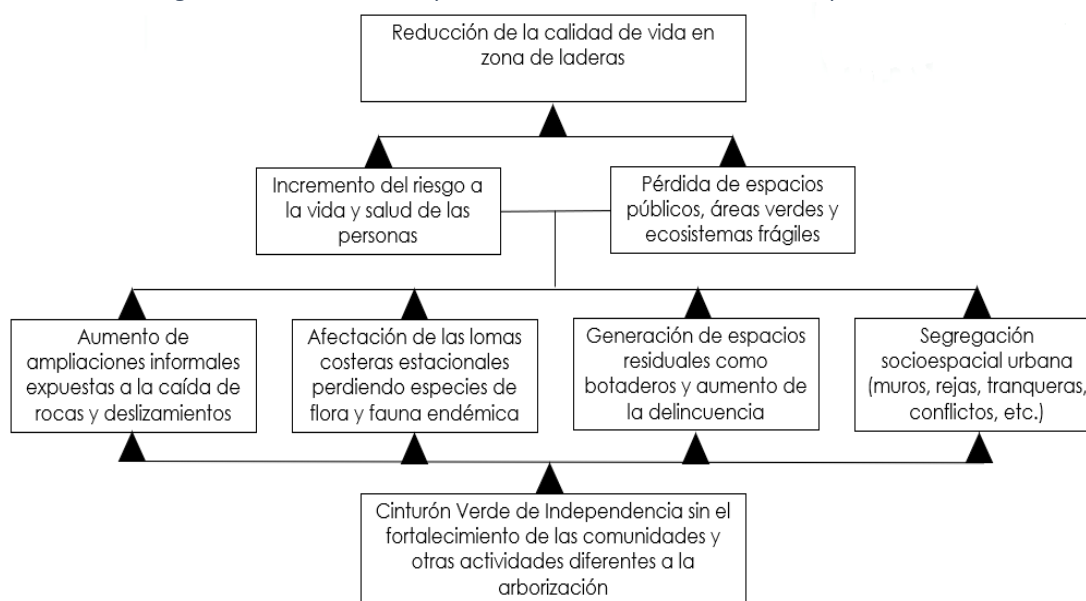 Reducción de la calidad de vida en
zona de laderas
Incremento del riesgo a
la vida y salud de las
personas
Pérdida de espacios
públicos, áreas verdes y
ecosistemas frágiles
Aumento de
ampliaciones informales
expuestas a la caída de
rocas y deslizamientos
Afectación de las lomas
costeras estacionales
perdiendo especies de
flora y fauna endémica
Generación de espacios
residuales como
botaderos y aumento de
la delincuencia
Segregación
socioespacial urbana
(muros, rejas, tranqueras,
conflictos, etc.)
Cinturón Verde de Independencia sin el
fortalecimiento de las comunidades y
otras actividades diferentes a la
arborización